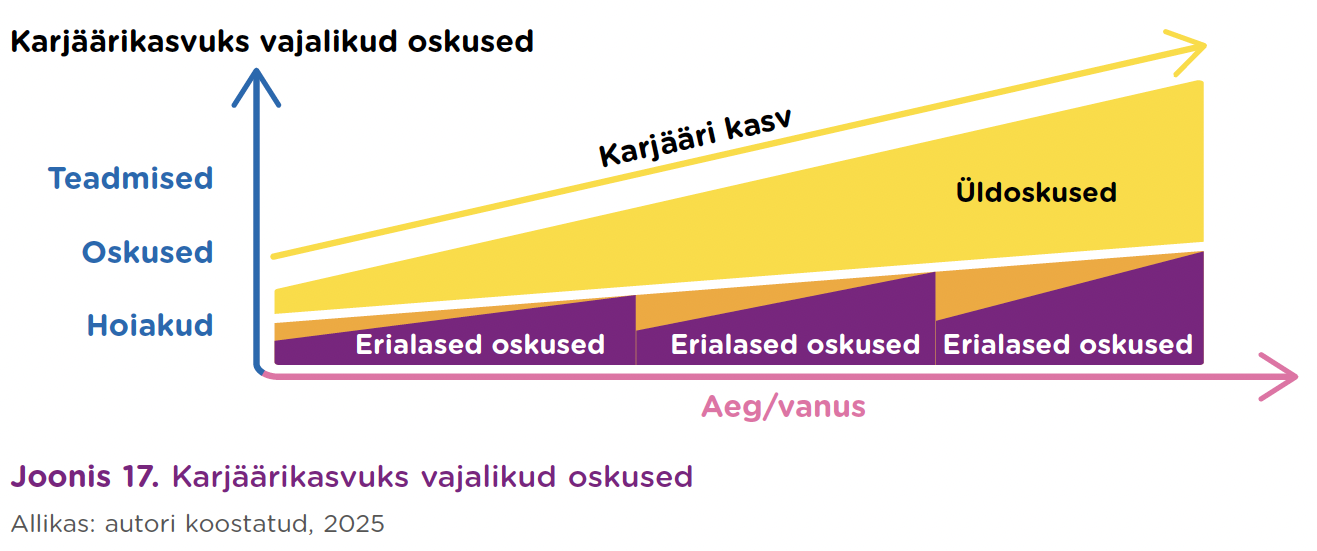 Karjäärikasvuks vajalikud oskused
Karjääri kasv
Teadmised
Üldoskused
Oskused
Hoiakud
Erialased oskused
Erialased oskused
Erialased oskused
Aeg/vanus
Joonis 17. Karjäärikasvuks vajalikud oskused
Allikas: autori koostatud, 2025